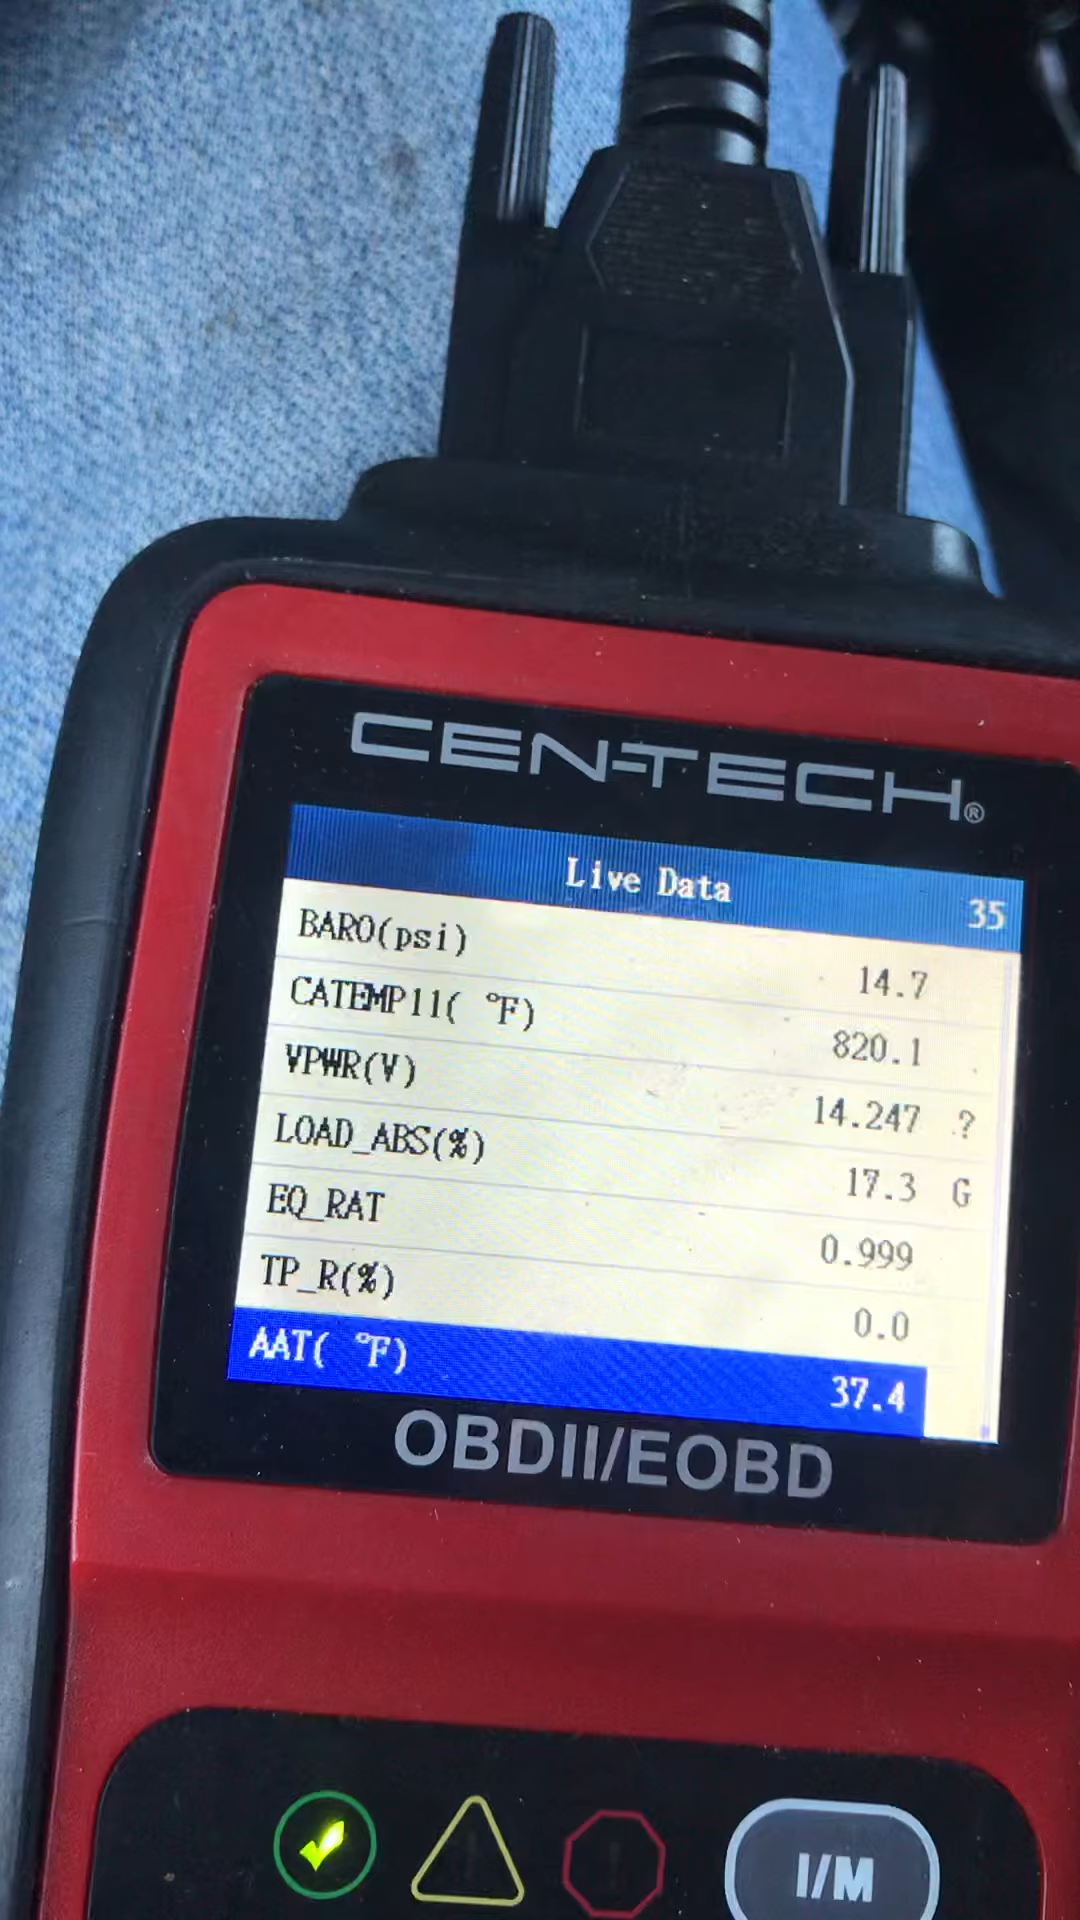 CEN-TECH®
Live Data 35
BARO(psi) 14.7
CATEMP11( °F) 820.1
VPWR(V) 14.247 ?
LOAD_ABS(%) 17.3 G
EQ_RAT 0.999
TP_R(%) 0.0
AAT( °F) 37.4
OBDII/EOBD
I/M